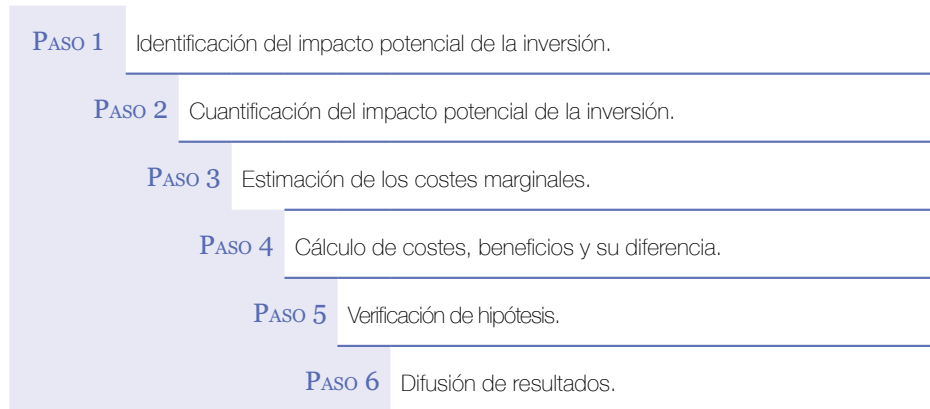 Paso 1 Identificación del impacto potencial de la inversión.
Paso 2 Cuantificación del impacto potencial de la inversión.
Paso 3 Estimación de los costes marginales.
Paso 4 Cálculo de costes, beneficios y su diferencia.
Paso 5 Verificación de hipótesis.
Paso 6 Difusión de resultados.